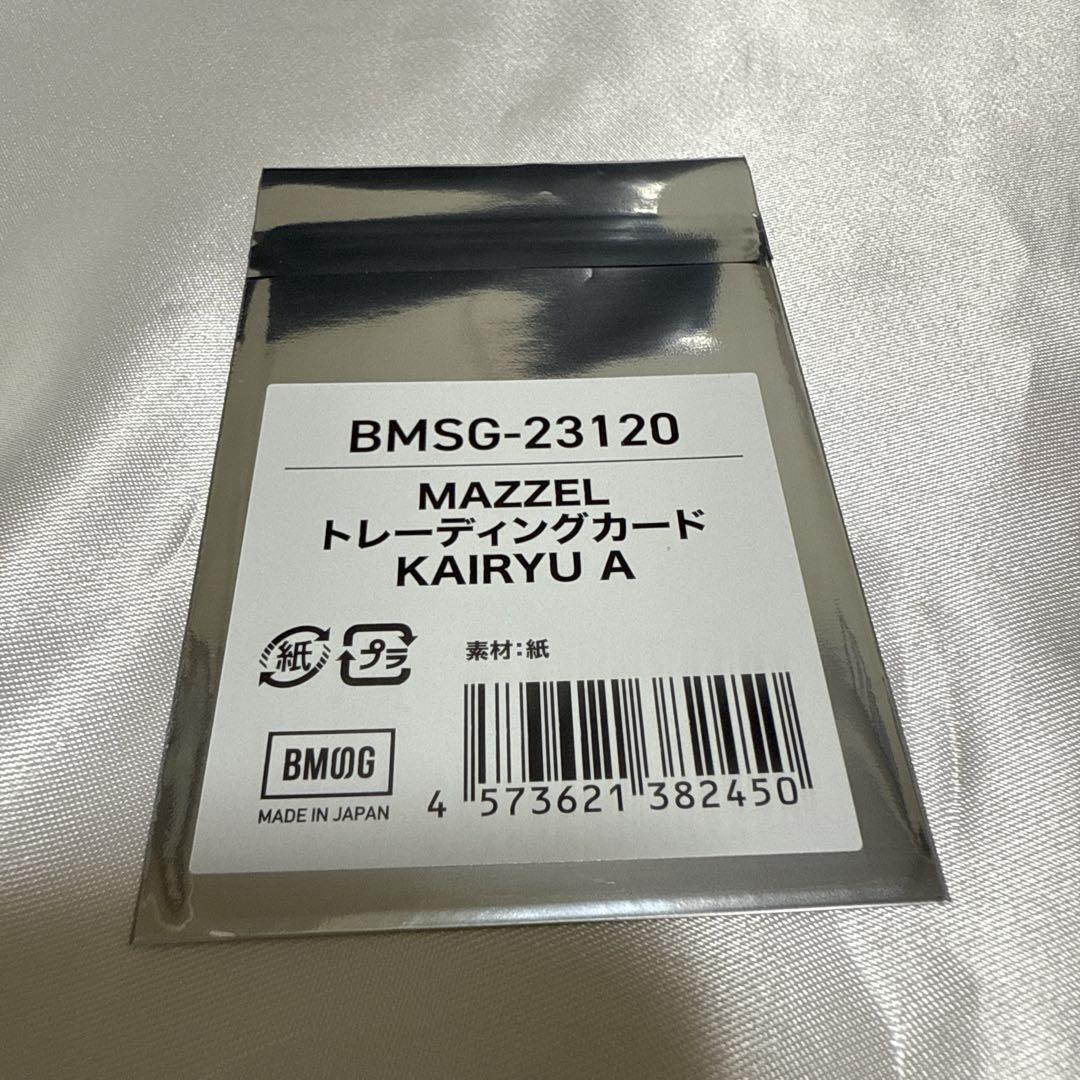 BMSG-23120
MAZZEL
トレーディングカード
KAIRYU A
紙
プラ
素材:紙
BMSG
MADE IN JAPAN
4 573621 382450